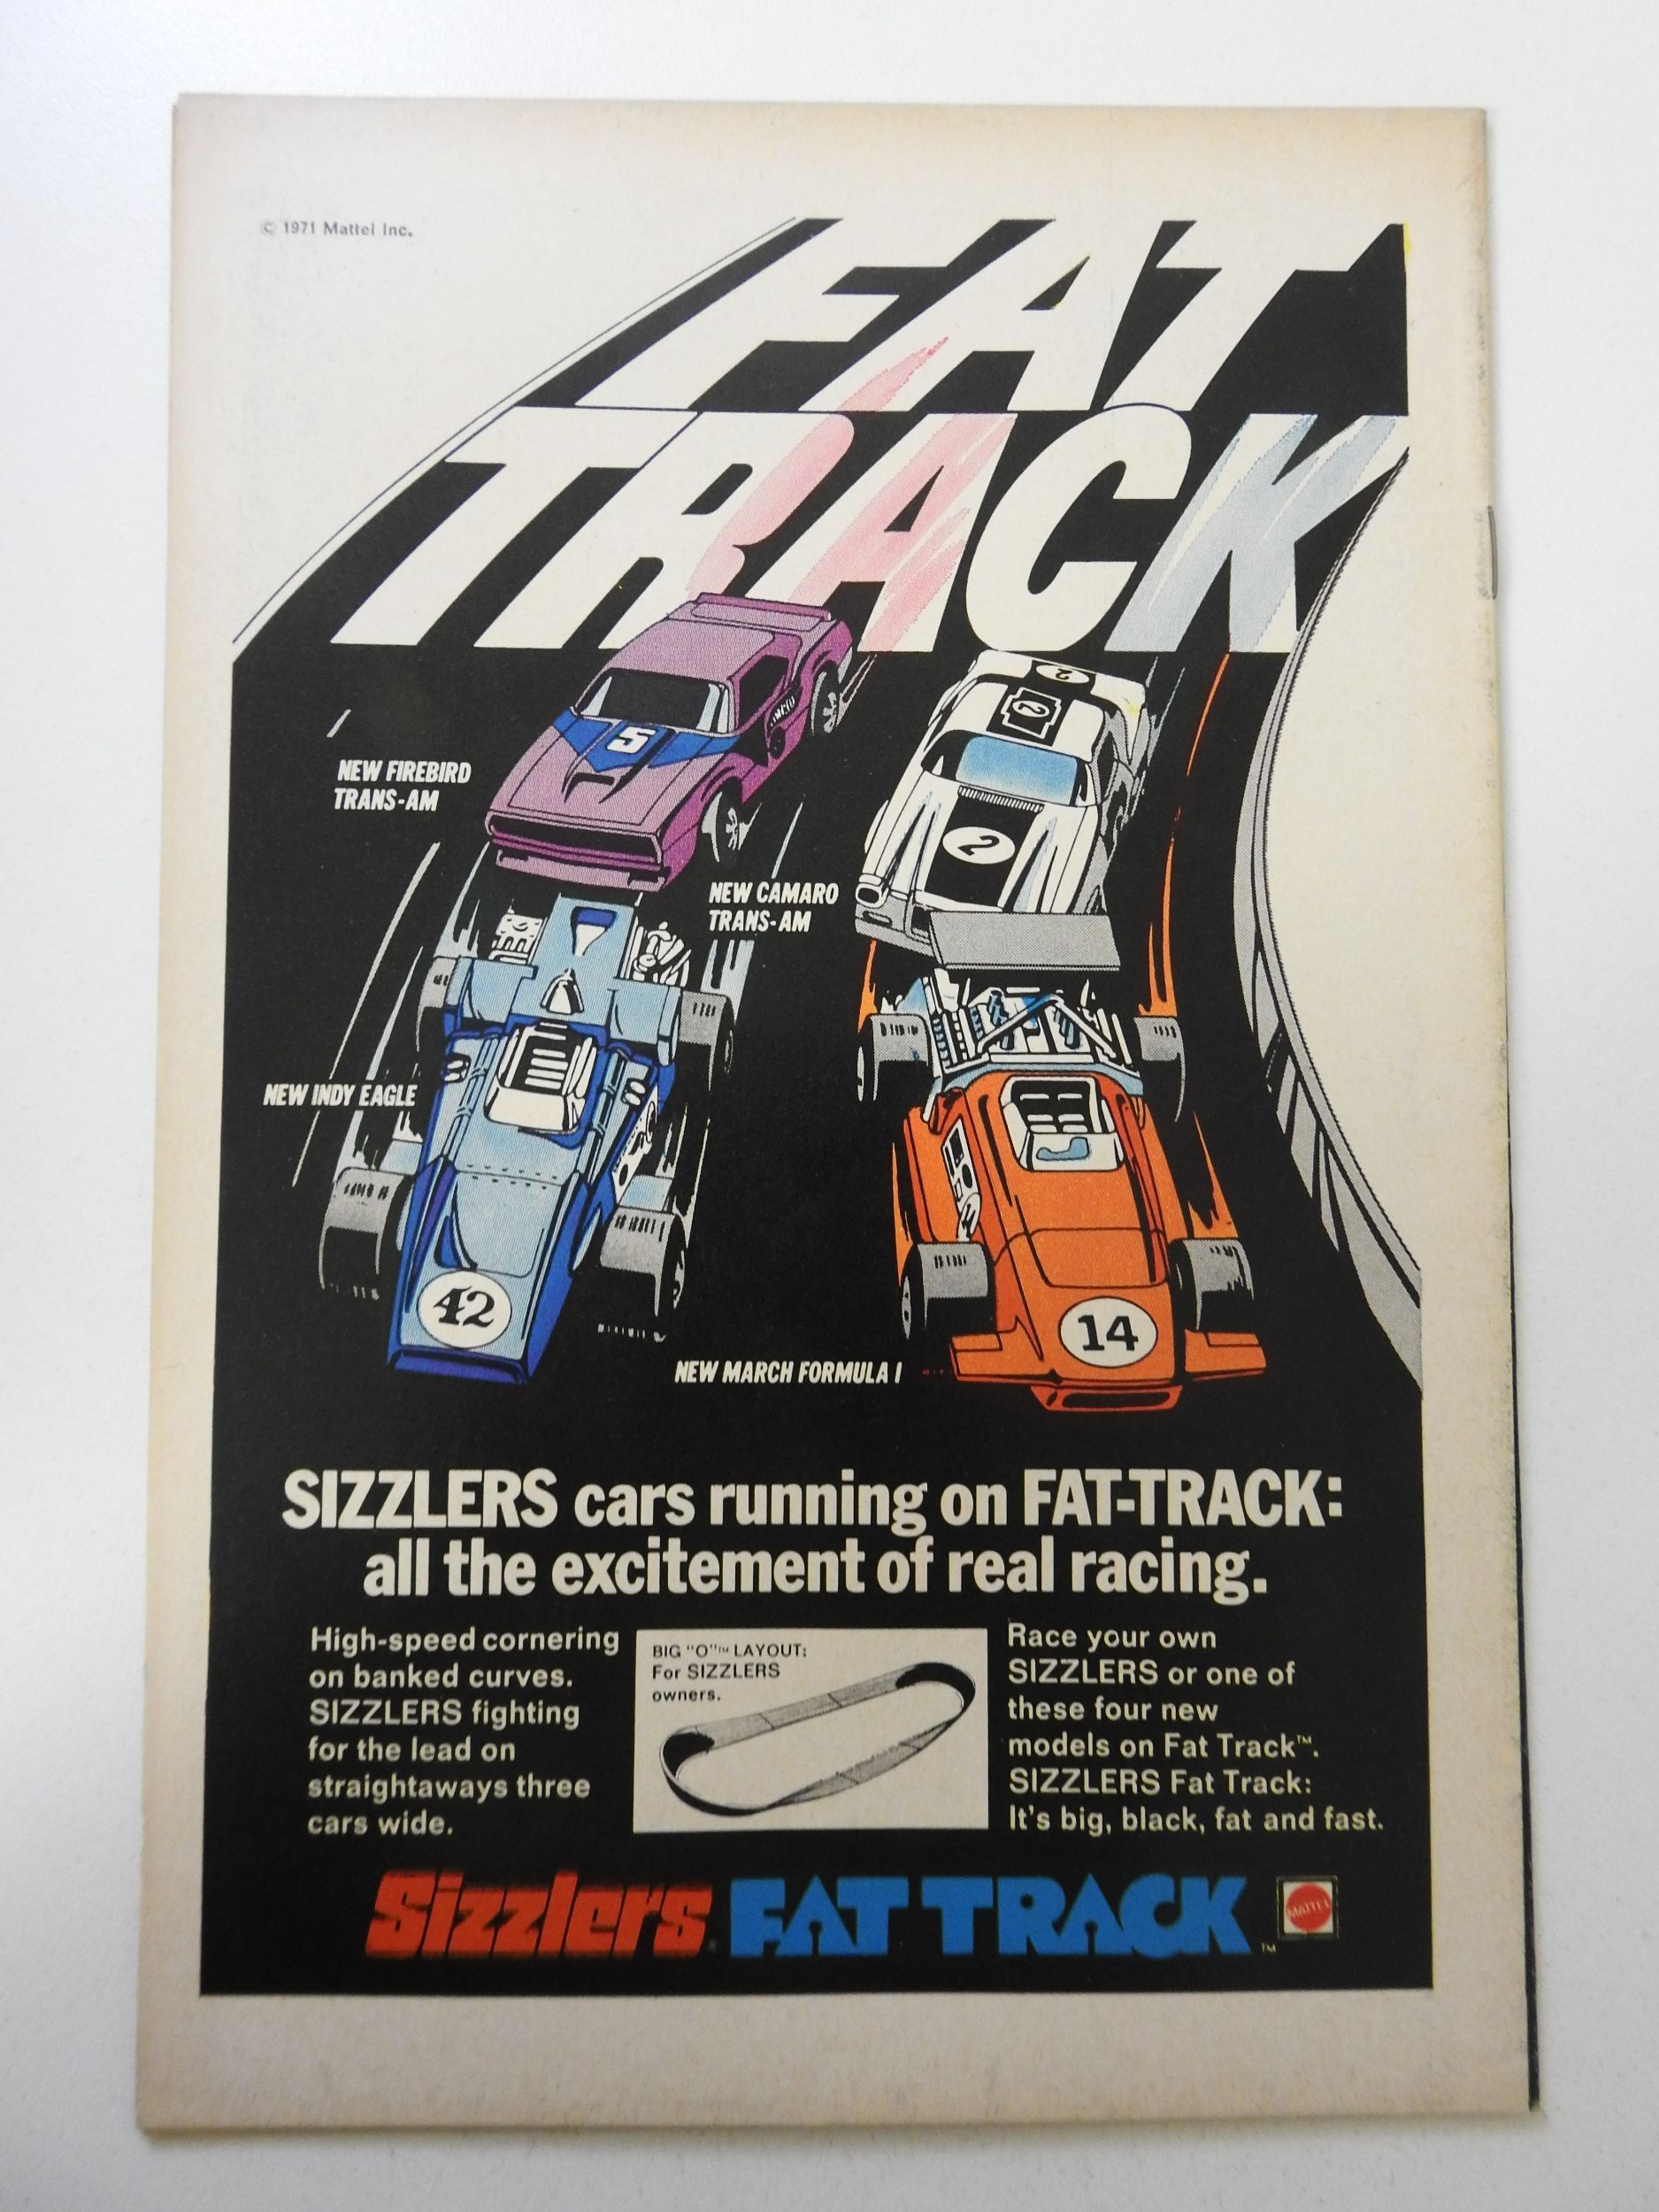 © 1971 Mattel Inc.
FAT
TRACK
5
2
2
2
NEW FIREBIRD
TRANS-AM
NEW CAMARO
TRANS-AM
NEW INDY EAGLE
42
14
NEW MARCH FORMULA I
SIZZLERS cars running on FAT-TRACK:
all the excitement of real racing.
High-speed cornering
on banked curves.
SIZZLERS fighting
for the lead on
straightaways three
cars wide.
BIG "O"™ LAYOUT:
For SIZZLERS
owners.
Race your own
SIZZLERS or one of
these four new
models on Fat Track™.
SIZZLERS Fat Track:
It's big, black, fat and fast.
Sizzlers FAT TRACK ™
MATTEL